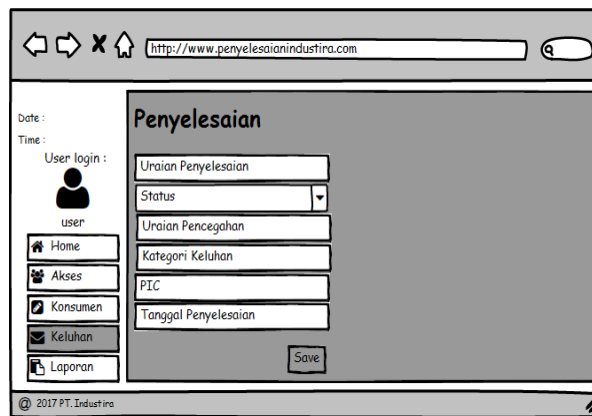 http://www.penyelesaianindustira.com
Date :
Time :
User login :
user
Home
Akses
Konsumen
Keluhan
Laporan
Penyelesaian
Uraian Penyelesaian
Status
Uraian Pencegahan
Kategori Keluhan
PIC
Tanggal Penyelesaian
Save
@ 2017 PT. Industira